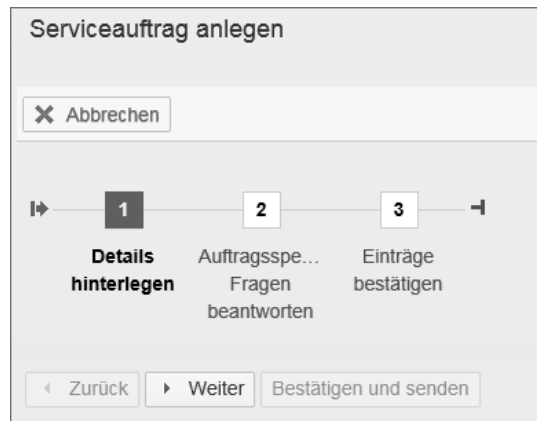 Serviceauftrag anlegen
Abbrechen
1 2 3
Details Auftragsspe... Einträge
hinterlegen Fragen bestätigen
beantworten
Zurück Weiter Bestätigen und senden